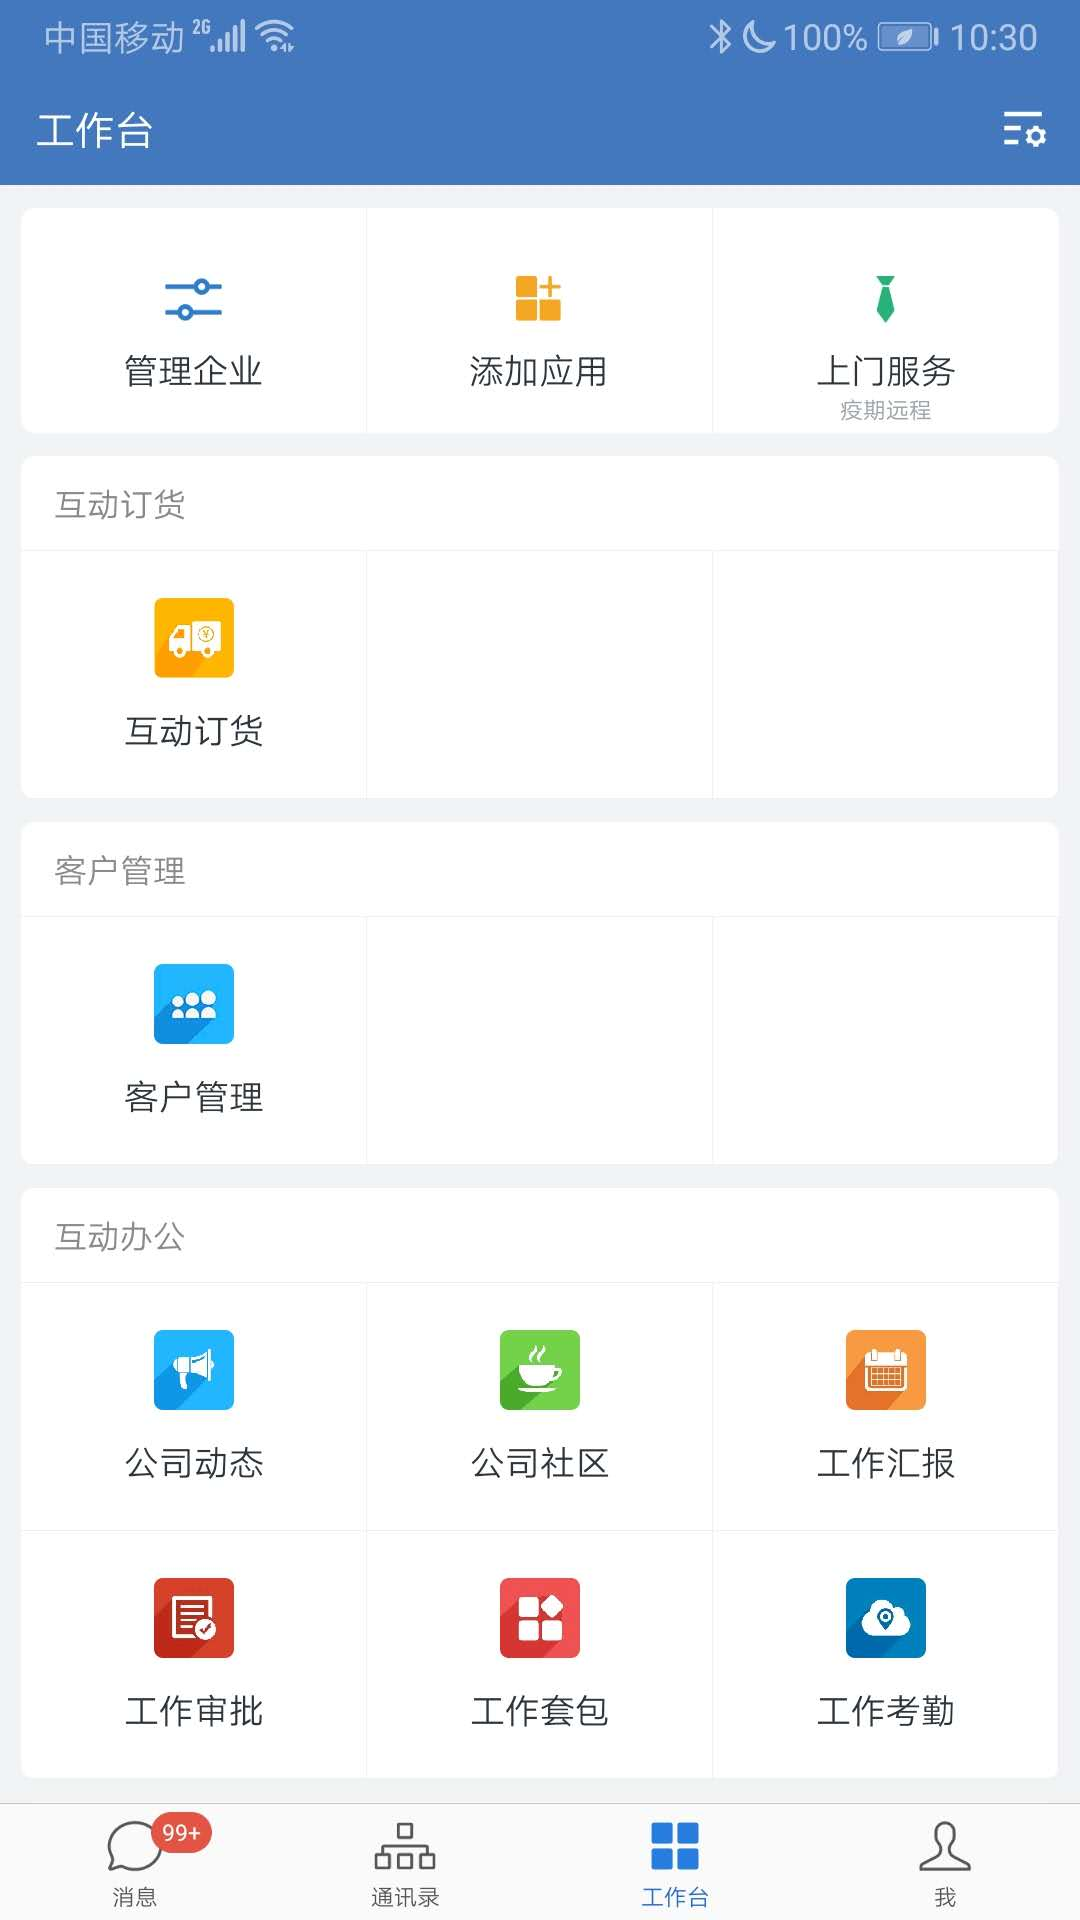 中国移动 2G 100% 10:30
工作台
管理企业 添加应用 上门服务
疫期远程
互动订货
¥
互动订货
客户管理
客户管理
互动办公
公司动态 公司社区 工作汇报
工作审批 工作套包 工作考勤
99+
消息 通讯录 工作台 我